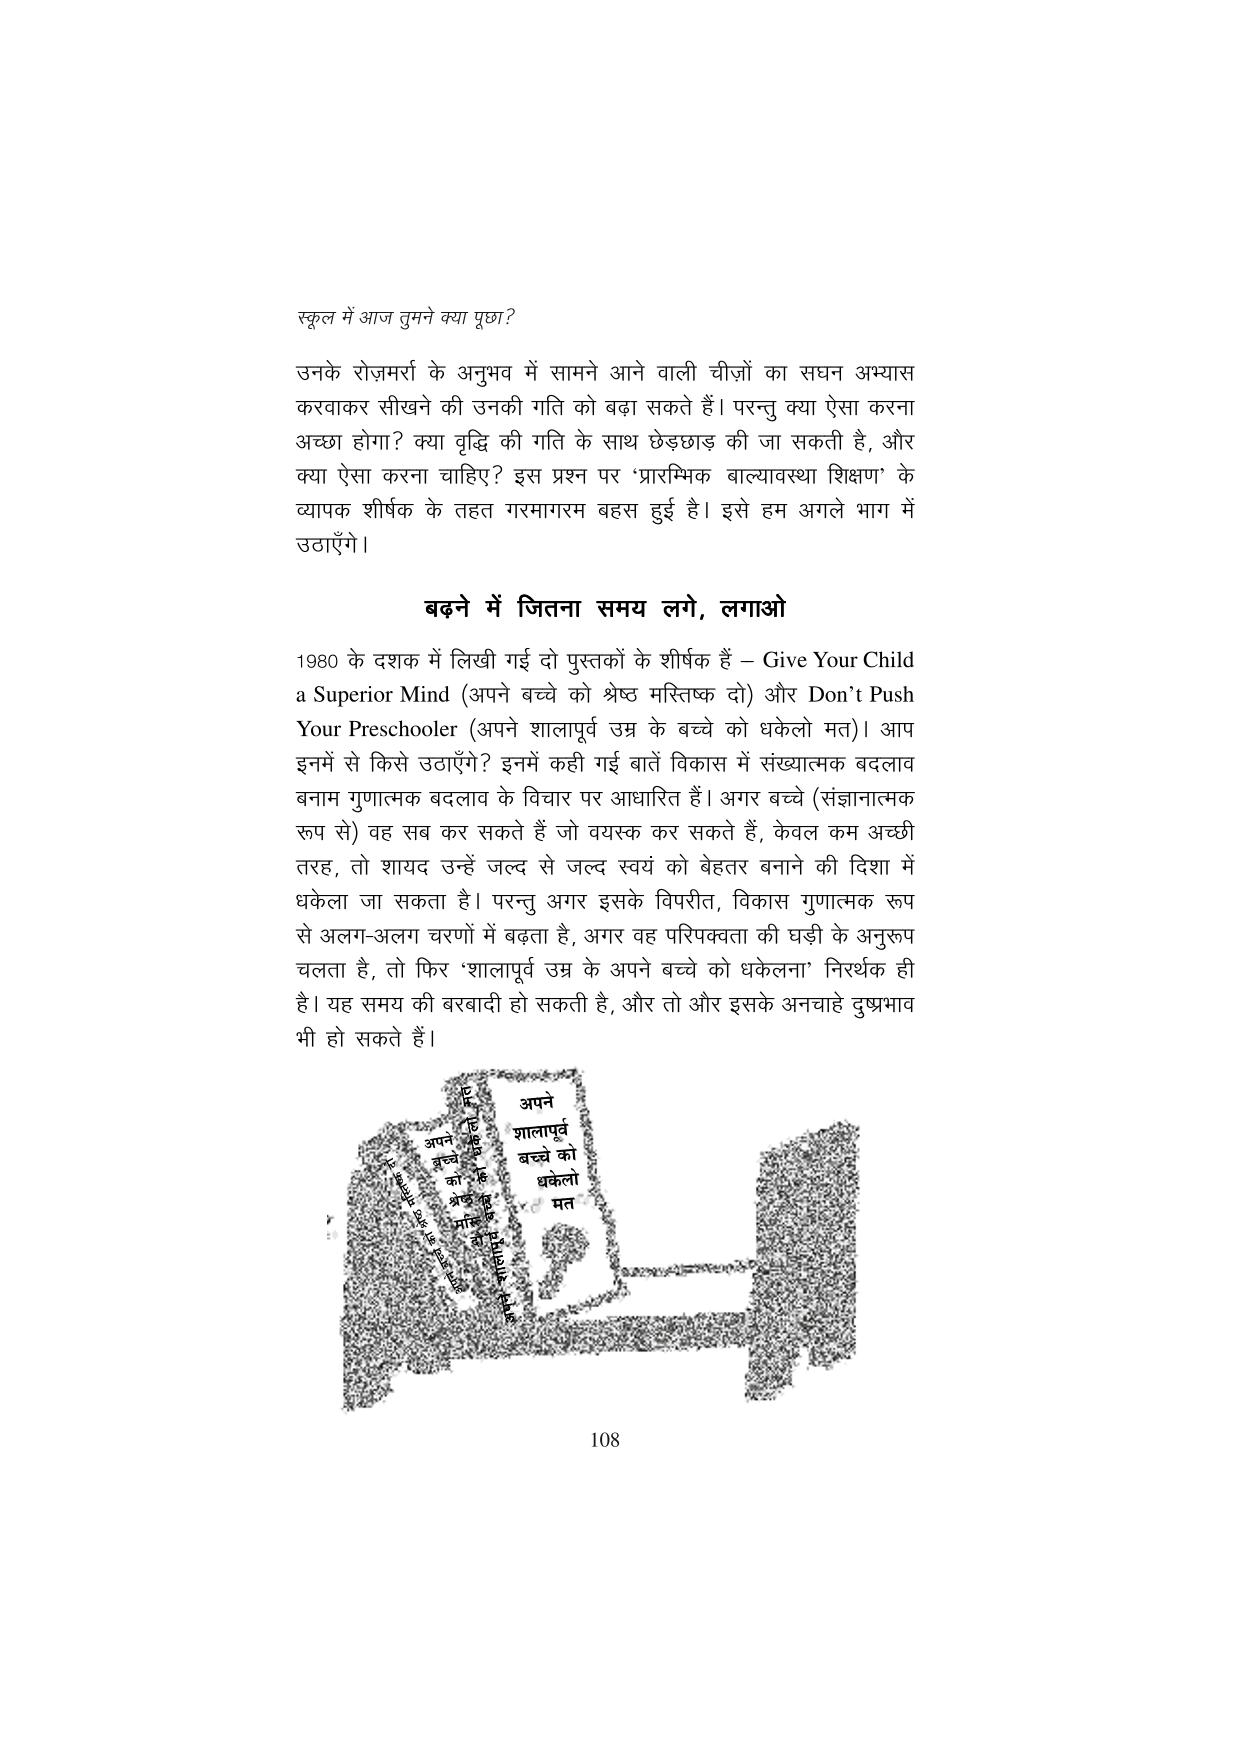 स्कूल में आज तुमने क्या पूछा?
उनके रोज़मर्रा के अनुभव में सामने आने वाली चीज़ों का सघन अभ्यास
करवाकर सीखने की उनकी गति को बढ़ा सकते हैं। परन्तु क्या ऐसा करना
अच्छा होगा? क्या वृद्धि की गति के साथ छेड़छाड़ की जा सकती है, और
क्या ऐसा करना चाहिए? इस प्रश्न पर ‘प्रारम्भिक बाल्यावस्था शिक्षण’ के
व्यापक शीर्षक के तहत गरमागरम बहस हुई है। इसे हम अगले भाग में
उठाएँगे।
बढ़ने में जितना समय लगे, लगाओ
1980 के दशक में लिखी गई दो पुस्तकों के शीर्षक हैं – Give Your Child
a Superior Mind (अपने बच्चे को श्रेष्ठ मस्तिष्क दो) और Don’t Push
Your Preschooler (अपने शालापूर्व उम्र के बच्चे को धकेलो मत)। आप
इनमें से किसे उठाएँगे? इनमें कही गई बातें विकास में संख्यात्मक बदलाव
बनाम गुणात्मक बदलाव के विचार पर आधारित हैं। अगर बच्चे (संज्ञानात्मक
रूप से) वह सब कर सकते हैं जो वयस्क कर सकते हैं, केवल कम अच्छी
तरह, तो शायद उन्हें जल्द से जल्द स्वयं को बेहतर बनाने की दिशा में
धकेला जा सकता है। परन्तु अगर इसके विपरीत, विकास गुणात्मक रूप
से अलग-अलग चरणों में बढ़ता है, अगर वह परिपक्वता की घड़ी के अनुरूप
चलता है, तो फिर ‘शालापूर्व उम्र के अपने बच्चे को धकेलना’ निरर्थक ही
है। यह समय की बरबादी हो सकती है, और तो और इसके अनचाहे दुष्प्रभाव
भी हो सकते हैं।
अपने बच्चे को श्रेष्ठ मस्तिष्क दो
अपने
बच्चे
को
श्रेष्ठ
अपने शालापूर्व बच्चे को धकेलो मत
अपने
शालापूर्व
बच्चे को
धकेलो
मत
108